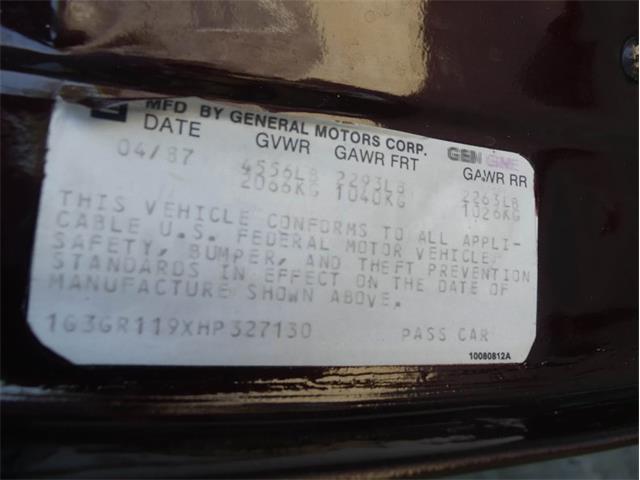 MFD BY GENERAL MOTORS CORP.
DATE GVWR GAWR FRT GAWR RR
04/87 4556LB 2293LB 2263LB
2066KG 1040KG 1026KG
THIS VEHICLE CONFORMS TO ALL APPLI-
CABLE U.S. FEDERAL MOTOR VEHICLE
SAFETY, BUMPER, AND THEFT PREVENTION
STANDARDS IN EFFECT ON THE DATE OF
MANUFACTURE SHOWN ABOVE.
1G3GR119XHP327130 PASS CAR
10080812A